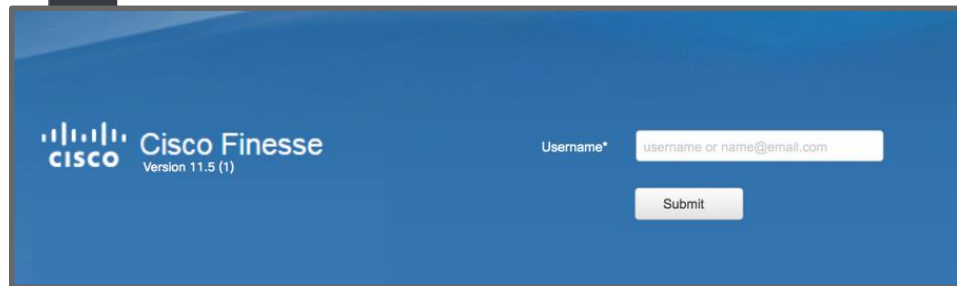 CISCO
Cisco Finesse
Version 11.5 (1)
Username*
username or name@email.com
Submit